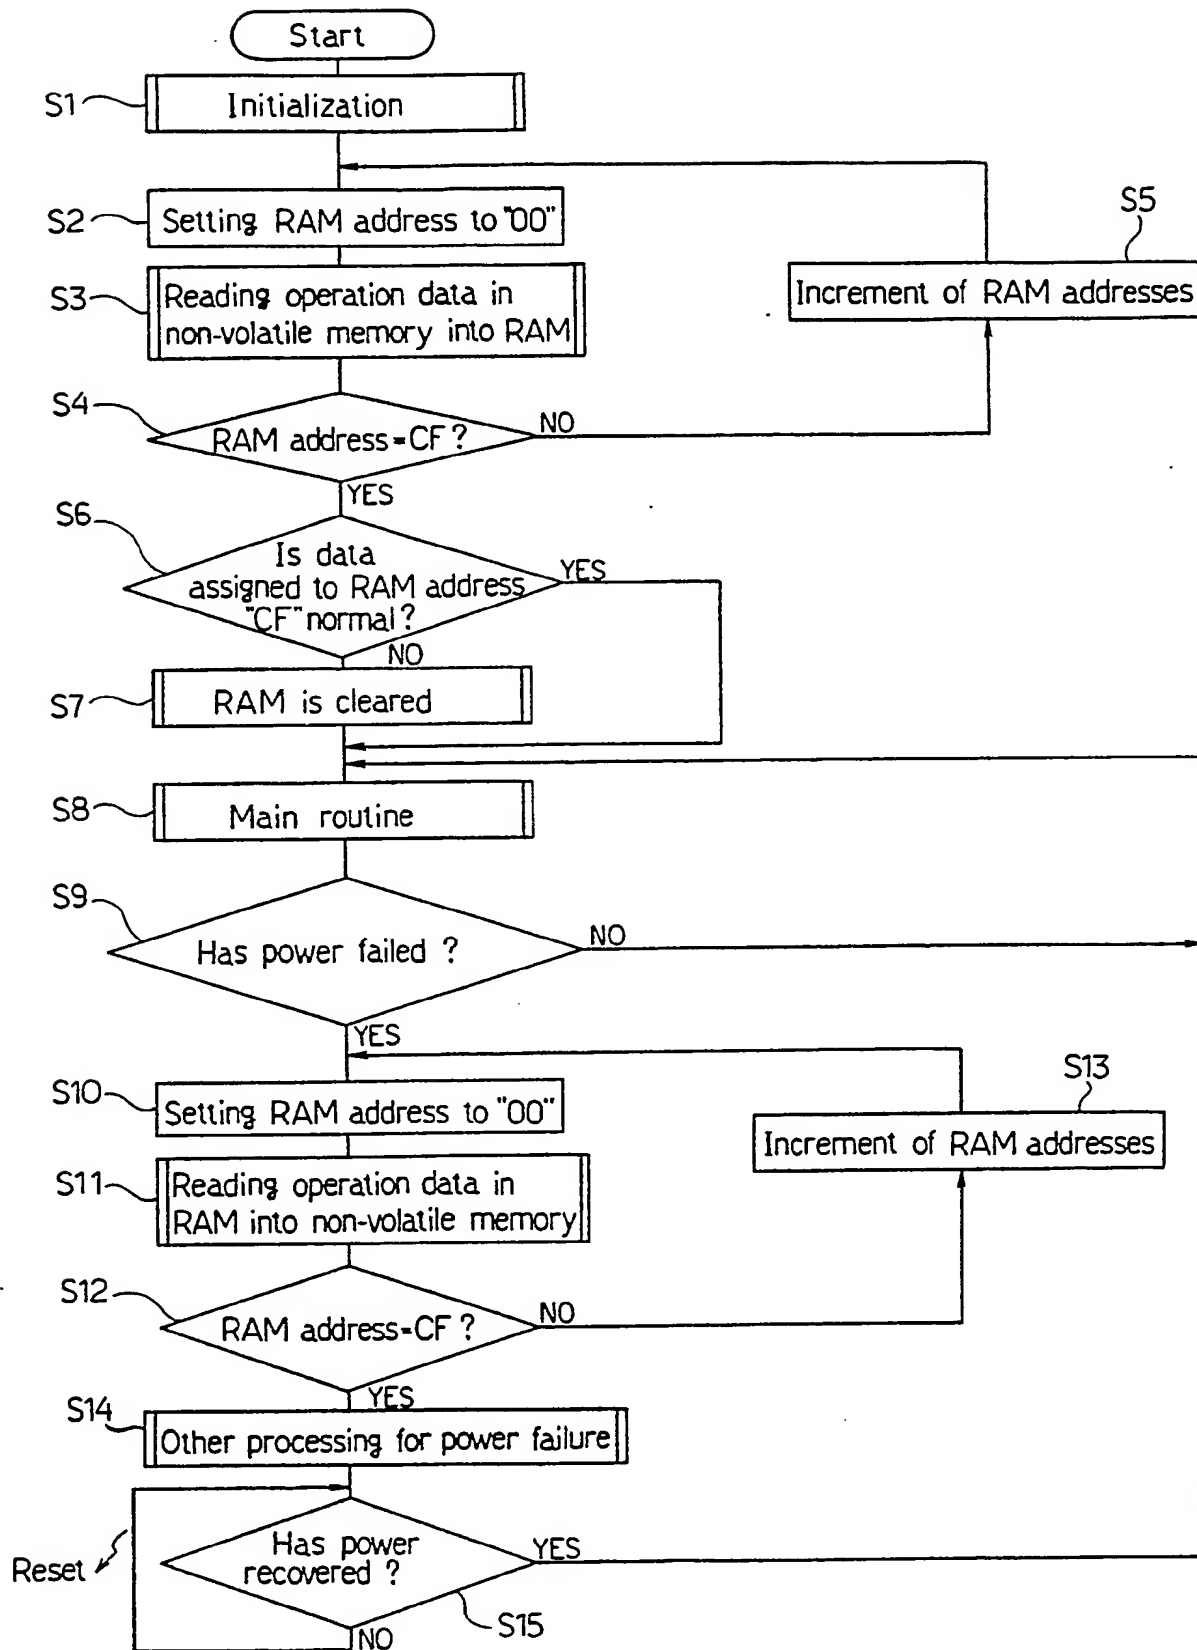 Start
S1
Initialization
S2
Setting RAM address to "00"
S5
Increment of RAM addresses
S3
Reading operation data in
non-volatile memory into RAM
S4
RAM address=CF?
NO
YES
S6
Is data
assigned to RAM address
"CF" normal?
YES
NO
S7
RAM is cleared
S8
Main routine
S9
Has power failed ?
NO
YES
S10
Setting RAM address to "00"
S13
Increment of RAM addresses
S11
Reading operation data in
RAM into non-volatile memory
S12
RAM address=CF?
NO
YES
S14
Other processing for power failure
Has power
recovered ?
YES
Reset
S15
NO